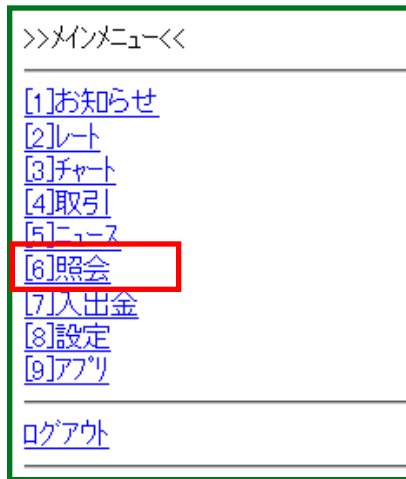 >>ﾒｲﾝﾒﾆｭｰ<<
[1]お知らせ
[2]ﾚｰﾄ
[3]ﾁｬｰﾄ
[4]取引
[5]ﾆｭｰｽ
[6]照会
[7]入出金
[8]設定
[9]ｱﾌﾟﾘ
ﾛｸﾞｱｳﾄ